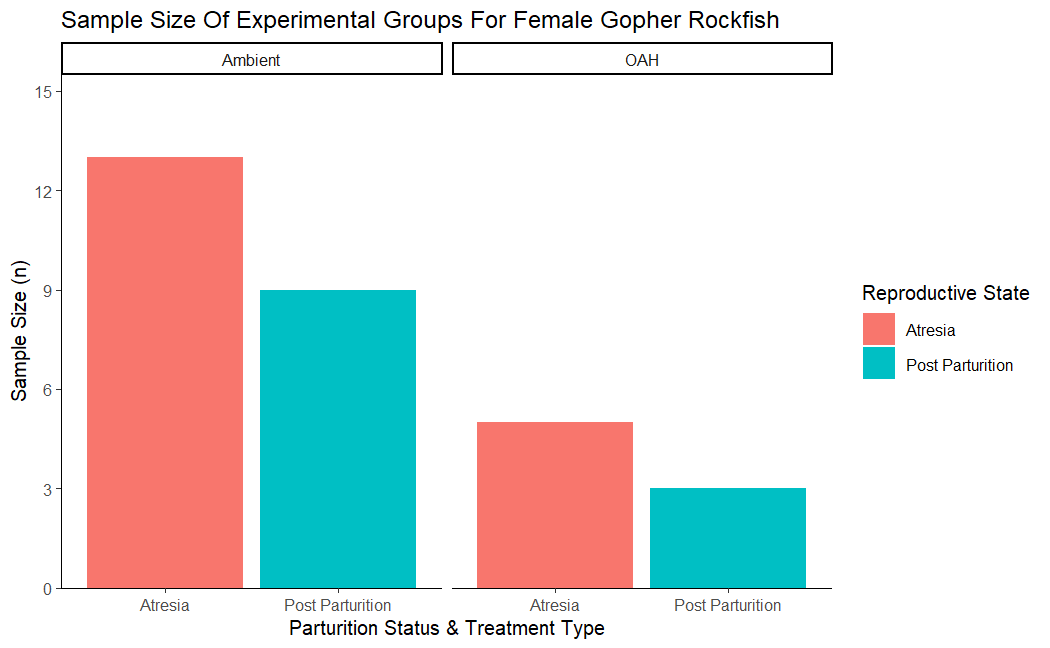 Sample Size Of Experimental Groups For Female Gopher Rockfish
Ambient
OAH
15
12
9
6
3
0
Sample Size (n)
Atresia
Post Parturition
Atresia
Post Parturition
Parturition Status & Treatment Type
Reproductive State
Atresia
Post Parturition